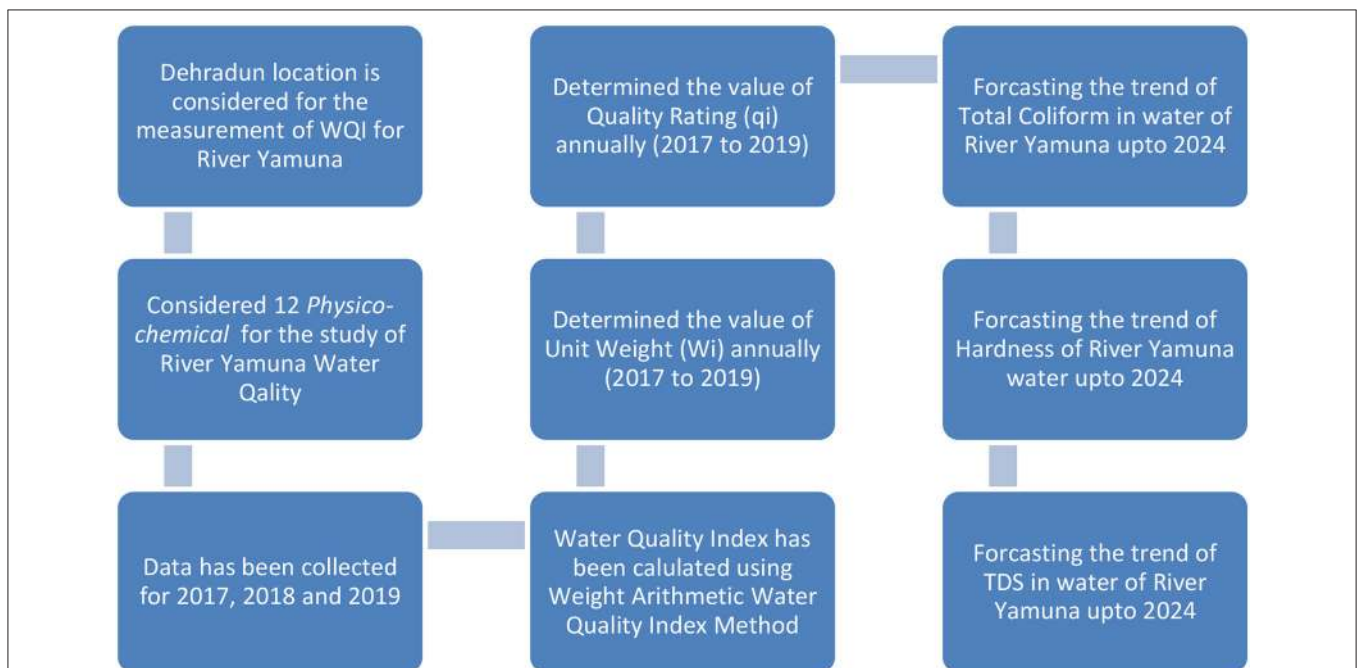 Dehradun location is
considered for the
measurement of WQI for
River Yamuna
Considered 12 Physico-
chemical for the study of
River Yamuna Water
Qality
Data has been collected
for 2017, 2018 and 2019
Water Quality Index has
been calulated using
Weight Arithmetic Water
Quality Index Method
Determined the value of
Unit Weight (Wi) annually
(2017 to 2019)
Determined the value of
Quality Rating (qi)
annually (2017 to 2019)
Forcasting the trend of
Total Coliform in water of
River Yamuna upto 2024
Forcasting the trend of
Hardness of River Yamuna
water upto 2024
Forcasting the trend of
TDS in water of River
Yamuna upto 2024